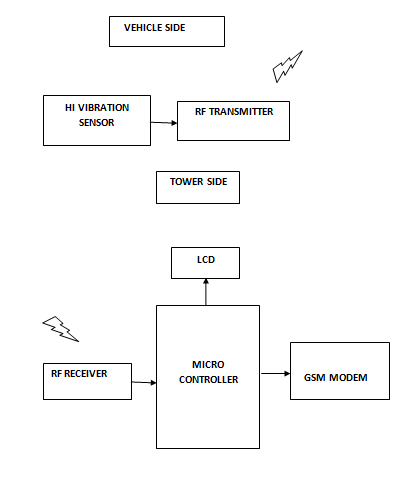 VEHICLE SIDE
HI VIBRATION
SENSOR
RF TRANSMITTER
TOWER SIDE
LCD
RF RECEIVER
MICRO
CONTROLLER
GSM MODEM